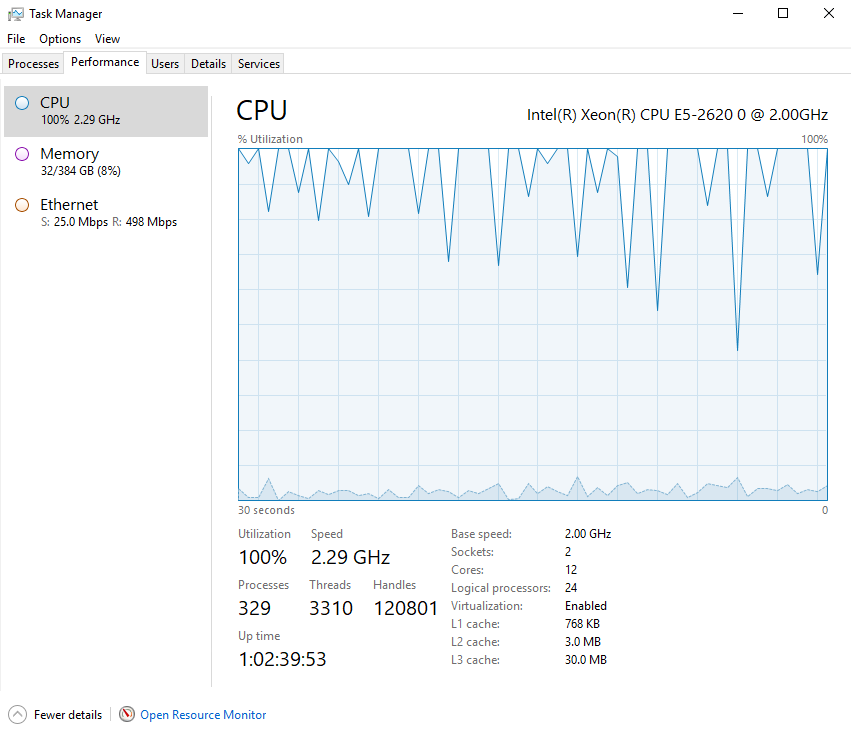 Task Manager
File Options View
Processes Performance Users Details Services
CPU
100% 2.29 GHz
Memory
32/384 GB (8%)
Ethernet
S: 25.0 Mbps R: 498 Mbps
CPU Intel(R) Xeon(R) CPU E5-2620 0 @ 2.00GHz
% Utilization 100%
30 seconds 0
Utilization Speed
100% 2.29 GHz
Processes Threads Handles
329 3310 120801
Up time
1:02:39:53
Base speed: 2.00 GHz
Sockets: 2
Cores: 12
Logical processors: 24
Virtualization: Enabled
L1 cache: 768 KB
L2 cache: 3.0 MB
L3 cache: 30.0 MB
Fewer details Open Resource Monitor